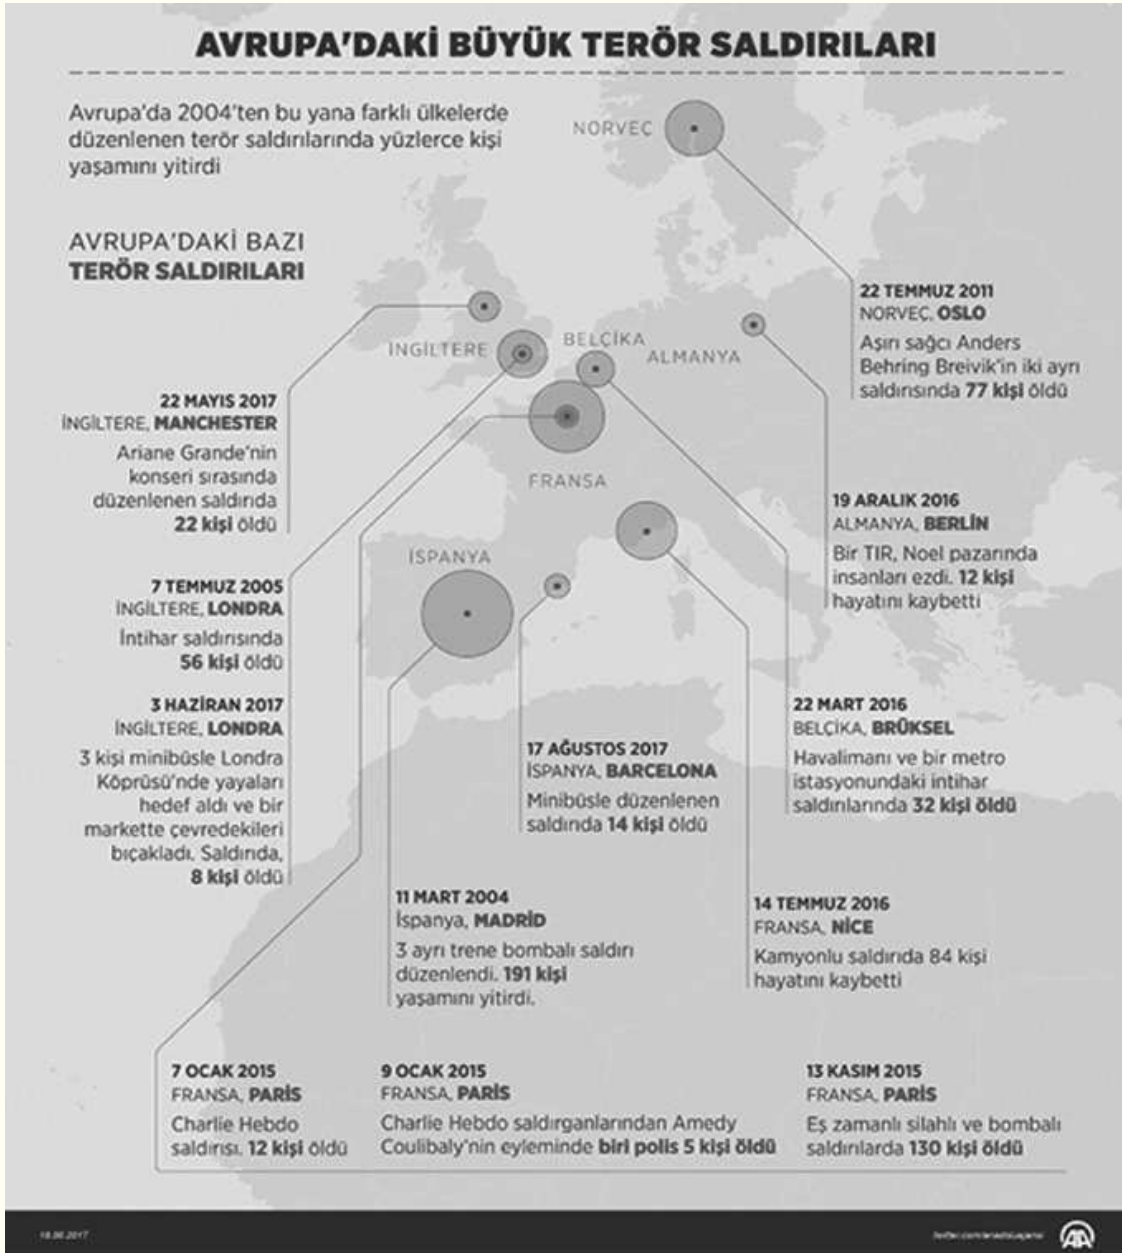 AVRUPA'DAKİ BÜYÜK TERÖR SALDIRILARI
Avrupa'da 2004'ten bu yana farklı ülkelerde
düzenlenen terör saldırılarında yüzlerce kişi
yaşamını yitirdi
AVRUPA'DAKİ BAZI
TERÖR SALDIRILARI
NORVEÇ
İNGİLTERE
BELÇİKA
ALMANYA
FRANSA
İSPANYA
22 TEMMUZ 2011
NORVEÇ, OSLO
Aşırı sağcı Anders
Behring Breivik'in iki ayrı
saldırısında 77 kişi öldü
22 MAYIS 2017
İNGİLTERE, MANCHESTER
Ariane Grande'nin
konseri sırasında
düzenlenen saldırıda
22 kişi öldü
19 ARALIK 2016
ALMANYA, BERLİN
Bir TIR, Noel pazarında
insanları ezdi. 12 kişi
hayatını kaybetti
7 TEMMUZ 2005
İNGİLTERE, LONDRA
İntihar saldırısında
56 kişi öldü
3 HAZİRAN 2017
İNGİLTERE, LONDRA
3 kişi minibüsle Londra
Köprüsü'nde yayaları
hedef aldı ve bir
markette çevredekileri
bıçakladı. Saldırıda,
8 kişi öldü
17 AĞUSTOS 2017
İSPANYA, BARCELONA
Minibüsle düzenlenen
saldırıda 14 kişi öldü
22 MART 2016
BELÇİKA, BRÜKSEL
Havalimanı ve bir metro
istasyonundaki intihar
saldırılarında 32 kişi öldü
11 MART 2004
İspanya, MADRİD
3 ayrı trene bombalı saldırı
düzenlendi. 191 kişi
yaşamını yitirdi.
14 TEMMUZ 2016
FRANSA, NİCE
Kamyonlu saldırıda 84 kişi
hayatını kaybetti
7 OCAK 2015
FRANSA, PARİS
Charlie Hebdo
saldırısı. 12 kişi öldü
9 OCAK 2015
FRANSA, PARİS
Charlie Hebdo saldırganlarından Amedy
Coulibaly'nin eyleminde biri polis 5 kişi öldü
13 KASIM 2015
FRANSA, PARİS
Eş zamanlı silahlı ve bombalı
saldırılarda 130 kişi öldü
AA